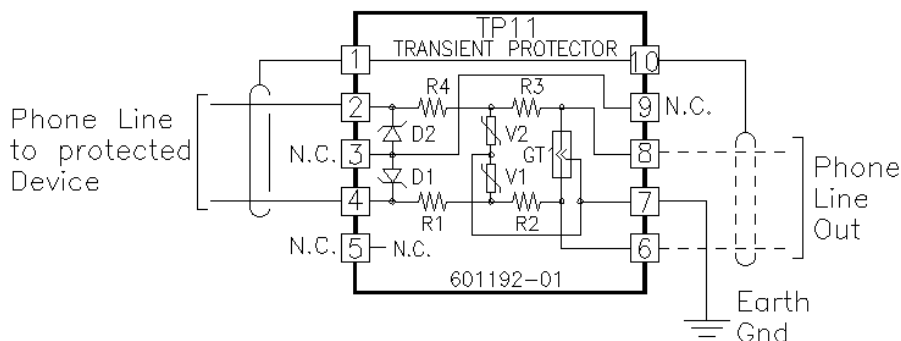 TP11
TRANSIENT PROTECTOR
1
10
R4
R3
2
9
N.C.
Phone Line
to protected
Device
D2
V2
N.C.
3
GT1
8
D1
V1
Phone
Line
Out
4
R1
R2
7
N.C.
5
N.C.
6
601192-01
Earth
Gnd